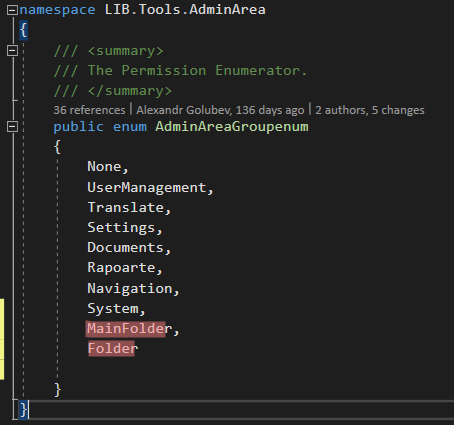 namespace LIB.Tools.AdminArea
{
/// <summary>
/// The Permission Enumerator.
/// </summary>
36 references | Alexandr Golubev, 136 days ago | 2 authors, 5 changes
public enum AdminAreaGroupenum
{
None,
UserManagement,
Translate,
Settings,
Documents,
Rapoarte,
Navigation,
System,
MainFolder,
Folder
}
}